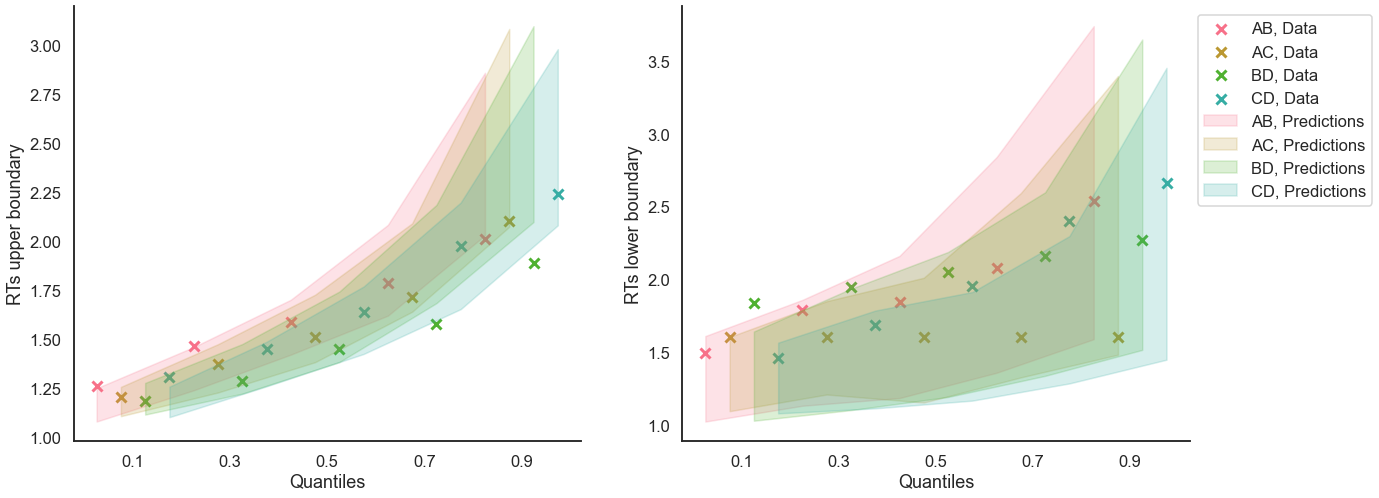 RTs upper boundary
3.00
2.75
2.50
2.25
2.00
1.75
1.50
1.25
1.00
0.1 0.3 0.5 0.7 0.9
Quantiles
RTs lower boundary
3.5
3.0
2.5
2.0
1.5
1.0
0.1 0.3 0.5 0.7 0.9
Quantiles
AB, Data
AC, Data
BD, Data
CD, Data
AB, Predictions
AC, Predictions
BD, Predictions
CD, Predictions